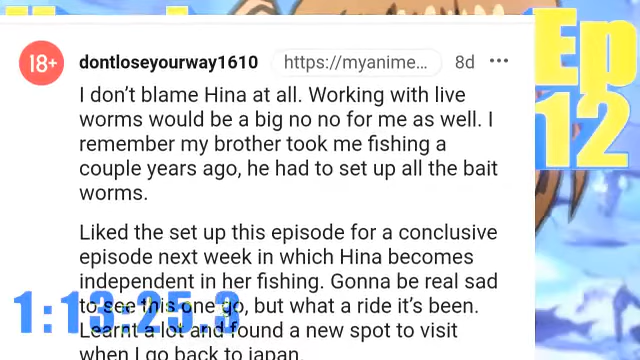 Ep
12
18+ dontloseyourway1610 https://myanime... 8d
I don't blame Hina at all. Working with live
worms would be a big no no for me as well. I
remember my brother took me fishing a
couple years ago, he had to set up all the bait
worms.
Liked the set up this episode for a conclusive
episode next week in which Hina becomes
independent in her fishing. Gonna be real sad
to see this one go, but what a ride it's been.
Learnt a lot and found a new spot to visit
when I go back to japan.
1:13:25.3